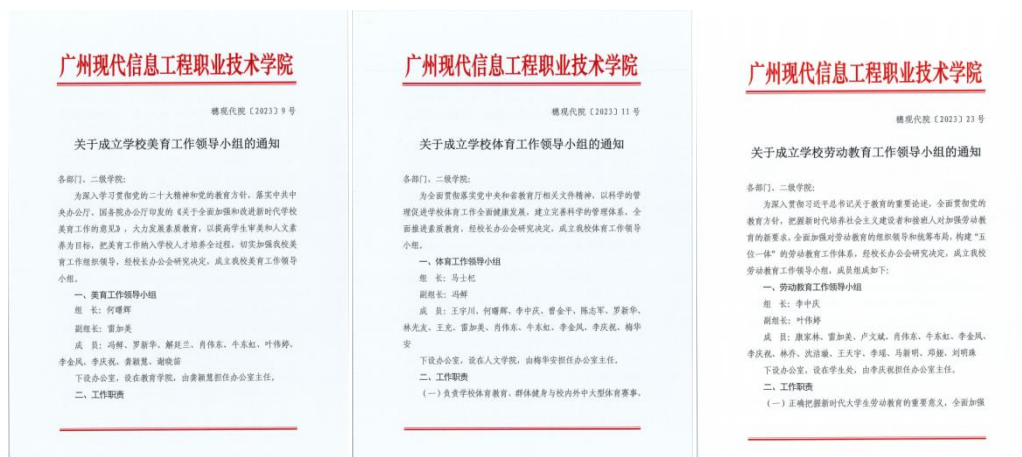 广州现代信息工程职业技术学院
穗现代院〔2023〕9号
关于成立学校美育工作领导小组的通知
各部门、二级学院:
为深入学习贯彻党的二十大精神和党的教育方针，落实中共中
央办公厅、国务院办公厅印发的《关于全面加强和改进新时代学校
美育工作的意见》，大力发展素质教育，以提高学生审美和人文素
养为目标，把美育工作纳入学校人才培养全过程，切实加强我校美
育工作组织领导，经校长办公会研究决定，成立我校美育工作领导
小组。
一、美育工作领导小组
组 长: 何曙辉
副组长: 雷加美
成 员: 冯鲜、罗新华、解廷兰、肖伟东、牛东虹、叶伟婷、
李金凤、李庆祝、龚颖慧、谢晓笛
下设办公室，设在教育学院，由龚颖慧担任办公室主任。
二、工作职责
广州现代信息工程职业技术学院
穗现代院〔2023〕11号
关于成立学校体育工作领导小组的通知
各部门、二级学院:
为全面贯彻落实党中央和省教育厅相关文件精神，以科学的管
理促进学校体育工作全面健康发展，建立完善科学的管理体系，全
面推进素质教育，经校长办公会研究决定，成立我校体育工作领导
小组。
一、体育工作领导小组
组 长: 马士杞
副组长: 冯鲜
成 员: 王宇川、何曙辉、李中庆、曾金平、陈志军、罗新华、
林光友、王克、雷加美、肖伟东、牛东虹、李金凤、李庆祝、梅华
安
下设办公室，设在人文学院，由梅华安担任办公室主任。
二、工作职责
（一）负责学校体育教育、群体健身与校内外中大型体育赛事、
广州现代信息工程职业技术学院
穗现代院〔2023〕23号
关于成立学校劳动教育工作领导小组的通知
各部门、二级学院:
为深入贯彻习近平总书记关于教育的重要论述，全面贯彻党的
教育方针，把握新时代培养社会主义建设者和接班人对加强劳动教
育的新要求，全面加强对劳动教育的组织领导和统筹布局，构建“五
位一体”的劳动教育工作体系，经校长办公会研究决定，成立我校
劳动教育工作领导小组，成员组成如下:
一、劳动教育工作领导小组
组 长: 李中庆
副组长: 叶伟婷
成 员: 康家林、雷加美、卢文斌、肖伟东、牛东虹、李金凤、
李庆祝、林乔、沈洁璇、王天宇、李瑶、马新明、邓嫚、刘明珠
下设办公室，设在学生处，由李庆祝担任办公室主任。
二、工作职责
（一）正确把握新时代大学生劳动教育的重要意义，全面加强